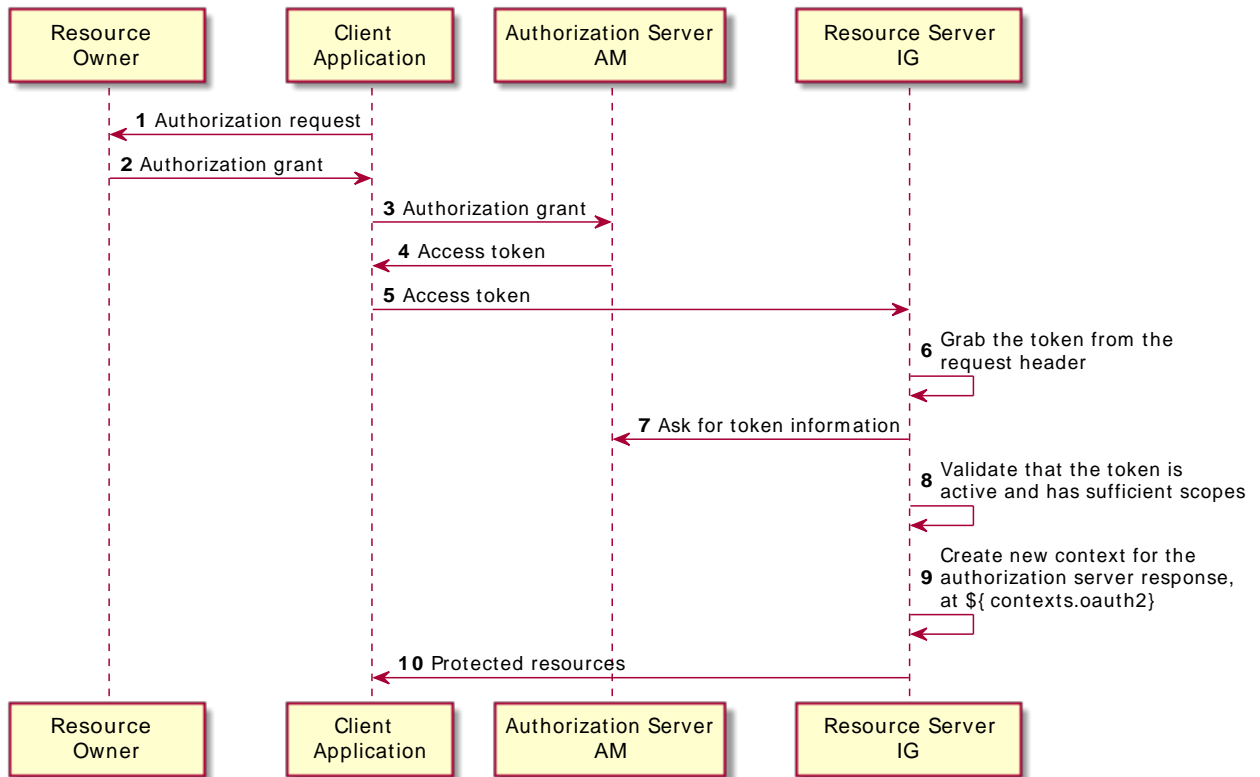 Resource
Owner
Client
Application
Authorization Server
AM
Resource Server
IG
1 Authorization request
2 Authorization grant
3 Authorization grant
4 Access token
5 Access token
6 Grab the token from the
request header
7 Ask for token information
8 Validate that the token is
active and has sufficient scopes
Create new context for the
9 authorization server response,
at ${contexts.oauth2}
10 Protected resources
Resource
Owner
Client
Application
Authorization Server
AM
Resource Server
IG